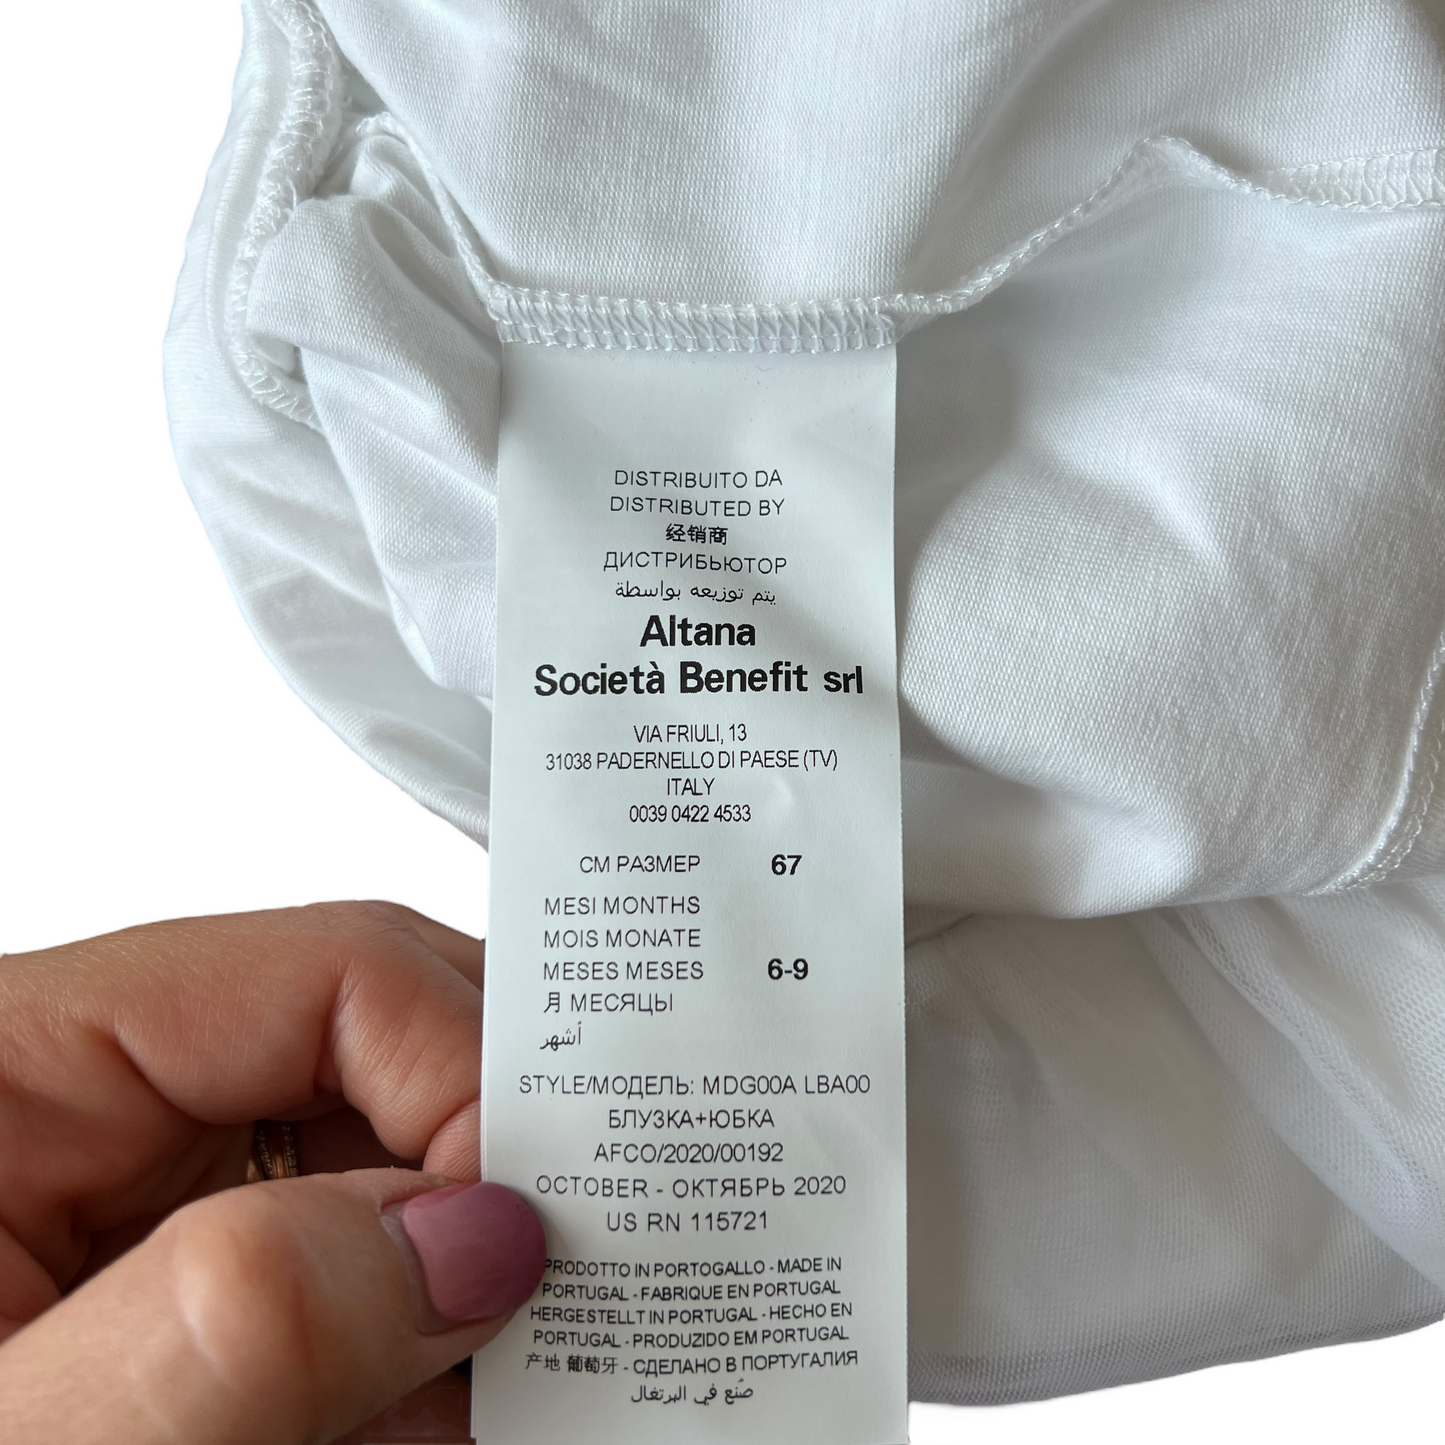 DISTRIBUITO DA
DISTRIBUTED BY
经销商
ДИСТРИБЬЮТОР
يتم توزيعه بواسطة
Altana
Società Benefit srl
VIA FRIULI, 13
31038 PADERNELLO DI PAESE (TV)
ITALY
0039 0422 4533
СМ РАЗМЕР 67
MESI MONTHS
MOIS MONATE
MESES MESES 6-9
月 МЕСЯЦЫ
أشهر
STYLE/МОДЕЛЬ: MDG00A LBA00
БЛУЗКА+ЮБКА
AFCO/2020/00192
OCTOBER - ОКТЯБРЬ 2020
US RN 115721
PRODOTTO IN PORTOGALLO - MADE IN
PORTUGAL - FABRIQUE EN PORTUGAL
HERGESTELLT IN PORTUGAL - HECHO EN
PORTUGAL - PRODUZIDO EM PORTUGAL
产地 葡萄牙 - СДЕЛАНО В ПОРТУГАЛИЯ
صُنع في البرتغال